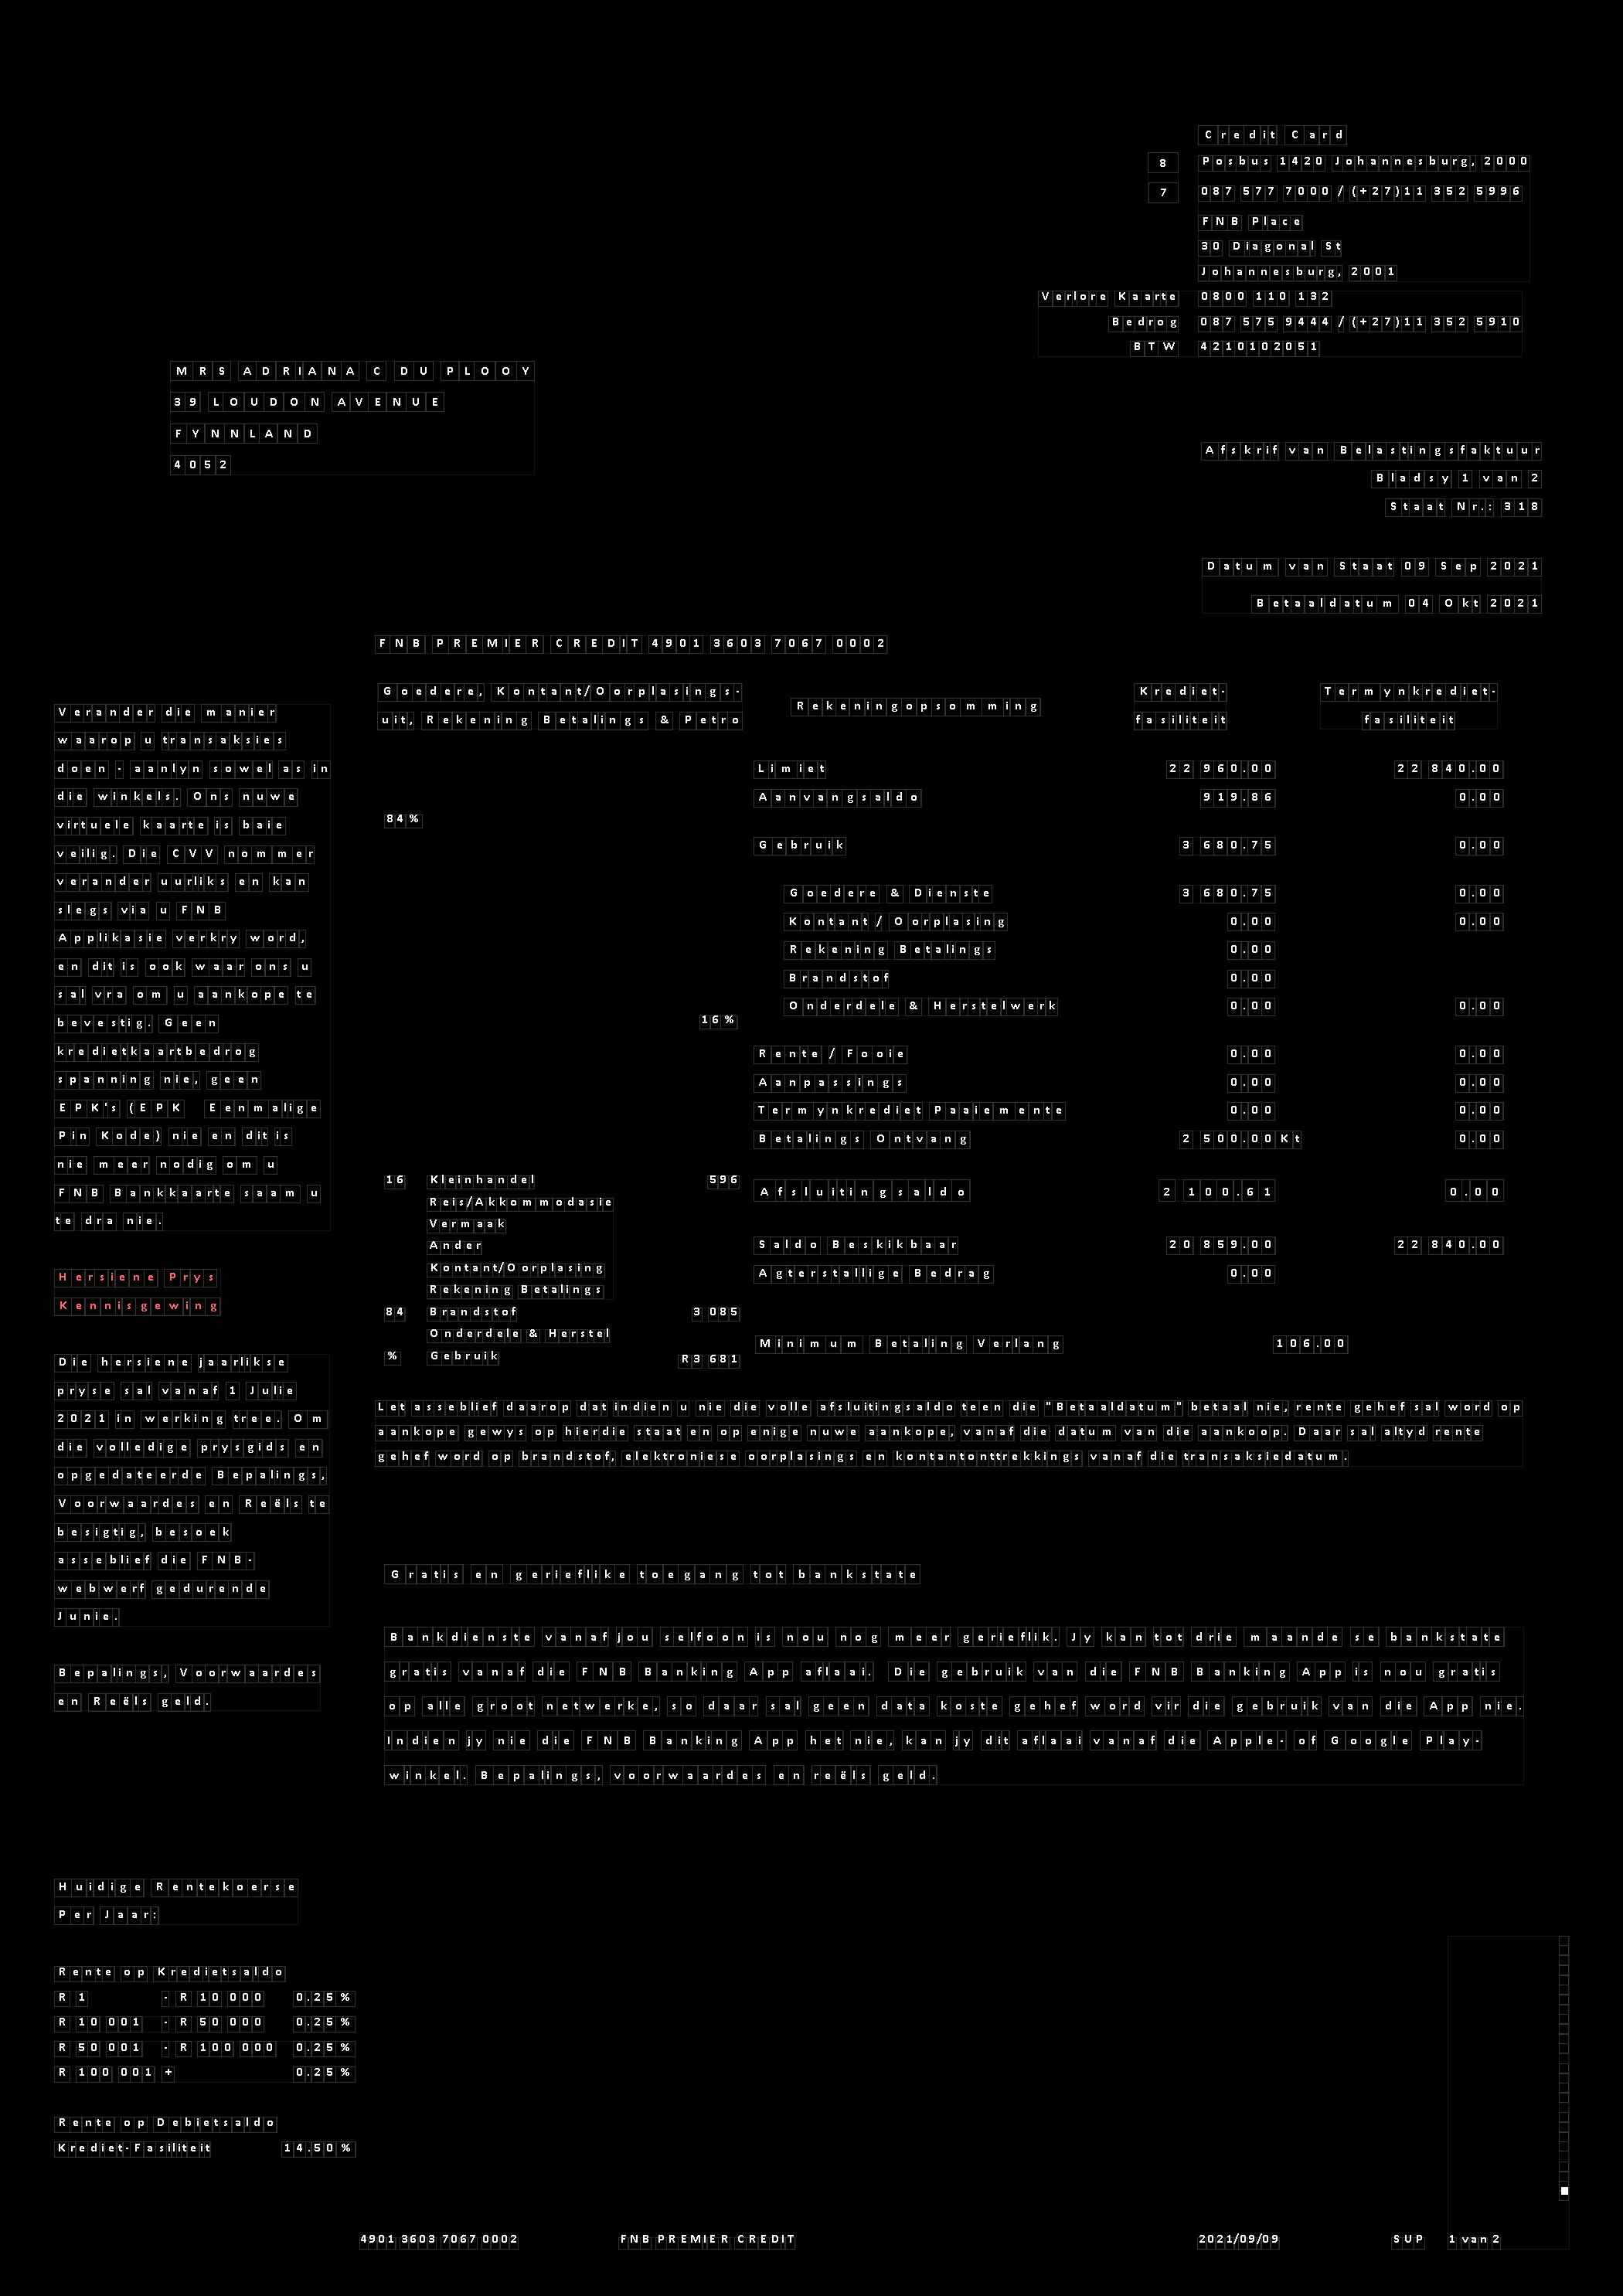 Credit Card
8 Posbus 1420 Johannesburg, 2000
7 087 577 7000 / (+27)11 352 5996
FNB Place
30 Diagonal St
Johannesburg, 2001
Verlore Kaarte 0800 110 132
Bedrog 087 575 9444 / (+27)11 352 5910
BTW 4210102051
MRS ADRIANA C DU PLOOY
39 LOUDON AVENUE
FYNNLAND
4052
Afskrif van Belastingsfaktuur
Bladsy 1 van 2
Staat Nr.: 318
Datum van Staat 09 Sep 2021
Betaaldatum 04 Okt 2021
FNB PREMIER CREDIT 4901 3603 7067 0002
Verander die manier
waarop u transaksies
doen - aanlyn sowel as in
die winkels. Ons nuwe
virtuele kaarte is baie
veilig. Die CVV nommer
verander uurliks en kan
slegs via u FNB
Applikasie verkry word,
en dit is ook waar ons u
sal vra om u aankope te
bevestig. Geen
kredietkaartbedrog
spanning nie, geen
EPK's (EPK Eenmalige
Pin Kode) nie en dit is
nie meer nodig om u
FNB Bankkaarte saam u
te dra nie.
Hersiene Prys
Kennisgewing
Die hersiene jaarlikse
pryse sal vanaf 1 Julie
2021 in werking tree. Om
die volledige prysgids en
opgedateerde Bepalings,
Voorwaardes en Reëls te
besigtig, besoek
asseblief die FNB-
webwerf gedurende
Junie.
Bepalings, Voorwaardes
en Reëls geld.
Goedere, Kontant/Oorplasings-
uit, Rekening Betalings & Petro
84%
16%
16 Kleinhandel 596
Reis/Akkommodasie
Vermaak
Ander
Kontant/Oorplasing
Rekening Betalings
84 Brandstof 3 085
Onderdele & Herstel
% Gebruik R3 681
Rekeningopsomming Krediet- Termynkrediet-
fasiliteit fasiliteit
Limiet 22 960.00 22 840.00
Aanvangsaldo 919.86 0.00
Gebruik 3 680.75 0.00
Goedere & Dienste 3 680.75 0.00
Kontant / Oorplasing 0.00 0.00
Rekening Betalings 0.00
Brandstof 0.00
Onderdele & Herstelwerk 0.00 0.00
Rente / Fooie 0.00 0.00
Aanpassings 0.00 0.00
Termynkrediet Paaiemente 0.00 0.00
Betalings Ontvang 2 500.00Kt 0.00
Afsluitingsaldo 2 100.61 0.00
Saldo Beskikbaar 20 859.00 22 840.00
Agterstallige Bedrag 0.00
Minimum Betaling Verlang 106.00
Let asseblief daarop dat indien u nie die volle afsluitingsaldo teen die "Betaaldatum" betaal nie, rente gehef sal word op
aankope gewys op hierdie staat en op enige nuwe aankope, vanaf die datum van die aankoop. Daar sal altyd rente
gehef word op brandstof, elektroniese oorplasings en kontantonttrekkings vanaf die transaksiedatum.
Gratis en gerieflike toegang tot bankstate
Bankdienste vanaf jou selfoon is nou nog meer gerieflik. Jy kan tot drie maande se bankstate
gratis vanaf die FNB Banking App aflaai. Die gebruik van die FNB Banking App is nou gratis
op alle groot netwerke, so daar sal geen data koste gehef word vir die gebruik van die App nie.
Indien jy nie die FNB Banking App het nie, kan jy dit aflaai vanaf die Apple- of Google Play-
winkel. Bepalings, voorwaardes en reëls geld.
Huidige Rentekoerse
Per Jaar:
Rente op Kredietsaldo
R 1 - R 10 000 0.25%
R 10 001 - R 50 000 0.25%
R 50 001 - R 100 000 0.25%
R 100 001 + 0.25%
Rente op Debietsaldo
Krediet-Fasiliteit 14.50%
4901 3603 7067 0002 FNB PREMIER CREDIT 2021/09/09 SUP 1 van 2